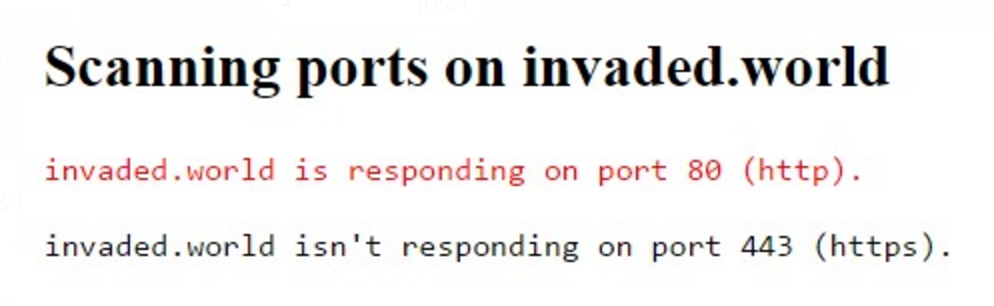 Scanning ports on invaded.world
invaded.world is responding on port 80 (http).
invaded.world isn't responding on port 443 (https).